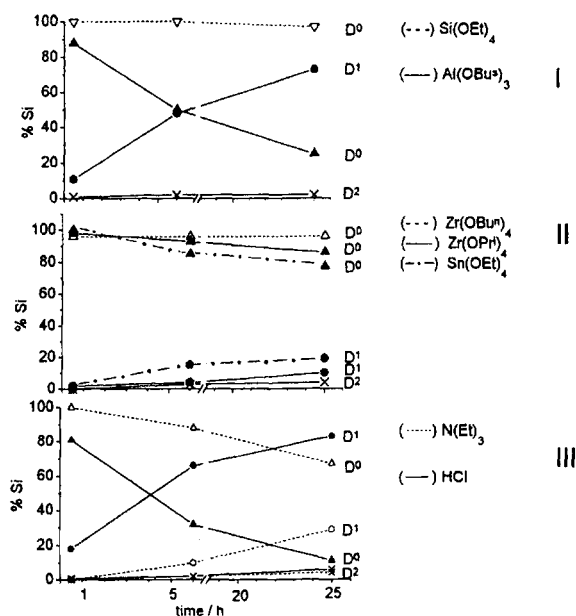 100
80
60
40
20
0
% Si
D⁰
D¹
D⁰
D²
(---) Si(OEt)₄
(—) Al(OBuˢ)₃
I
100
80
60
40
20
0
% Si
D⁰
D⁰
D⁰
D¹
D¹
D²
(---) Zr(OBuⁿ)₄
(—) Zr(OPrⁱ)₄
(-·-) Sn(OEt)₄
II
100
80
60
40
20
0
% Si
D¹
D⁰
D¹
D⁰
D²
(·····) N(Et)₃
(—) HCl
III
1 5 20 25
time / h